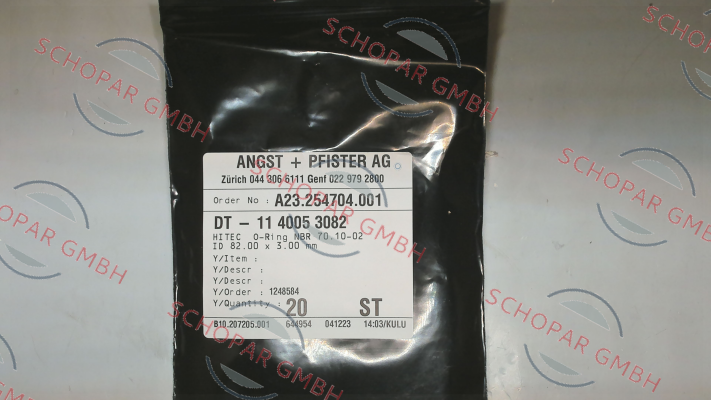 ANGST + PFISTER AG
Zürich 044 306 6111 Genf 022 979 2800
Order No : A23.254704.001
DT – 11 4005 3082
HITEC O-Ring NBR 70.10-02
ID 82.00 x 3.00 mm
Y/Item :
Y/Descr :
Y/Descr :
Y/Order : 1248584
Y/Quantity : 20 ST
B10.207205.001 644954 041223 14:03/KULU
SCHOPAR GMBH
SCHOPAR GMBH
SCHOPAR GMBH
SCHOPAR GMBH
SCHOPAR GMBH
SCHOPAR GMBH
SCHOPAR GMBH
SCHOPAR GMBH